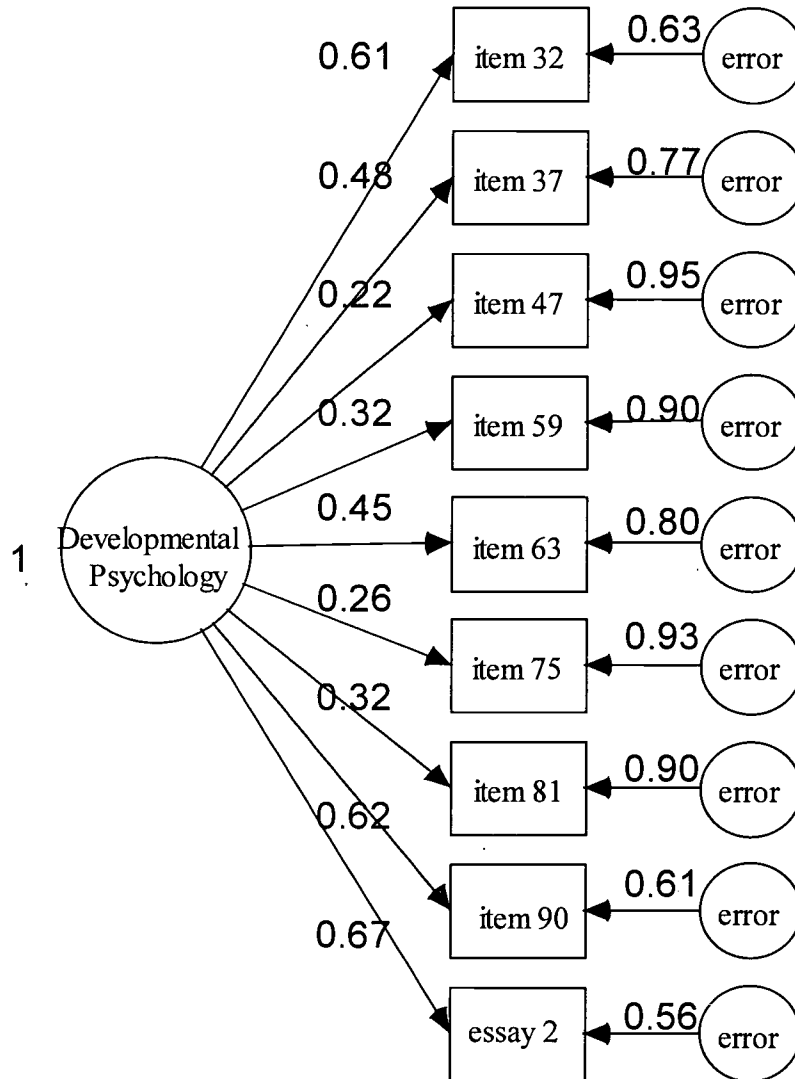 0.61
item 32
0.63
error
0.48
item 37
0.77
error
0.22
item 47
0.95
error
0.32
item 59
0.90
error
1
Developmental
Psychology
0.45
item 63
0.80
error
0.26
item 75
0.93
error
0.32
item 81
0.90
error
0.62
item 90
0.61
error
0.67
essay 2
0.56
error